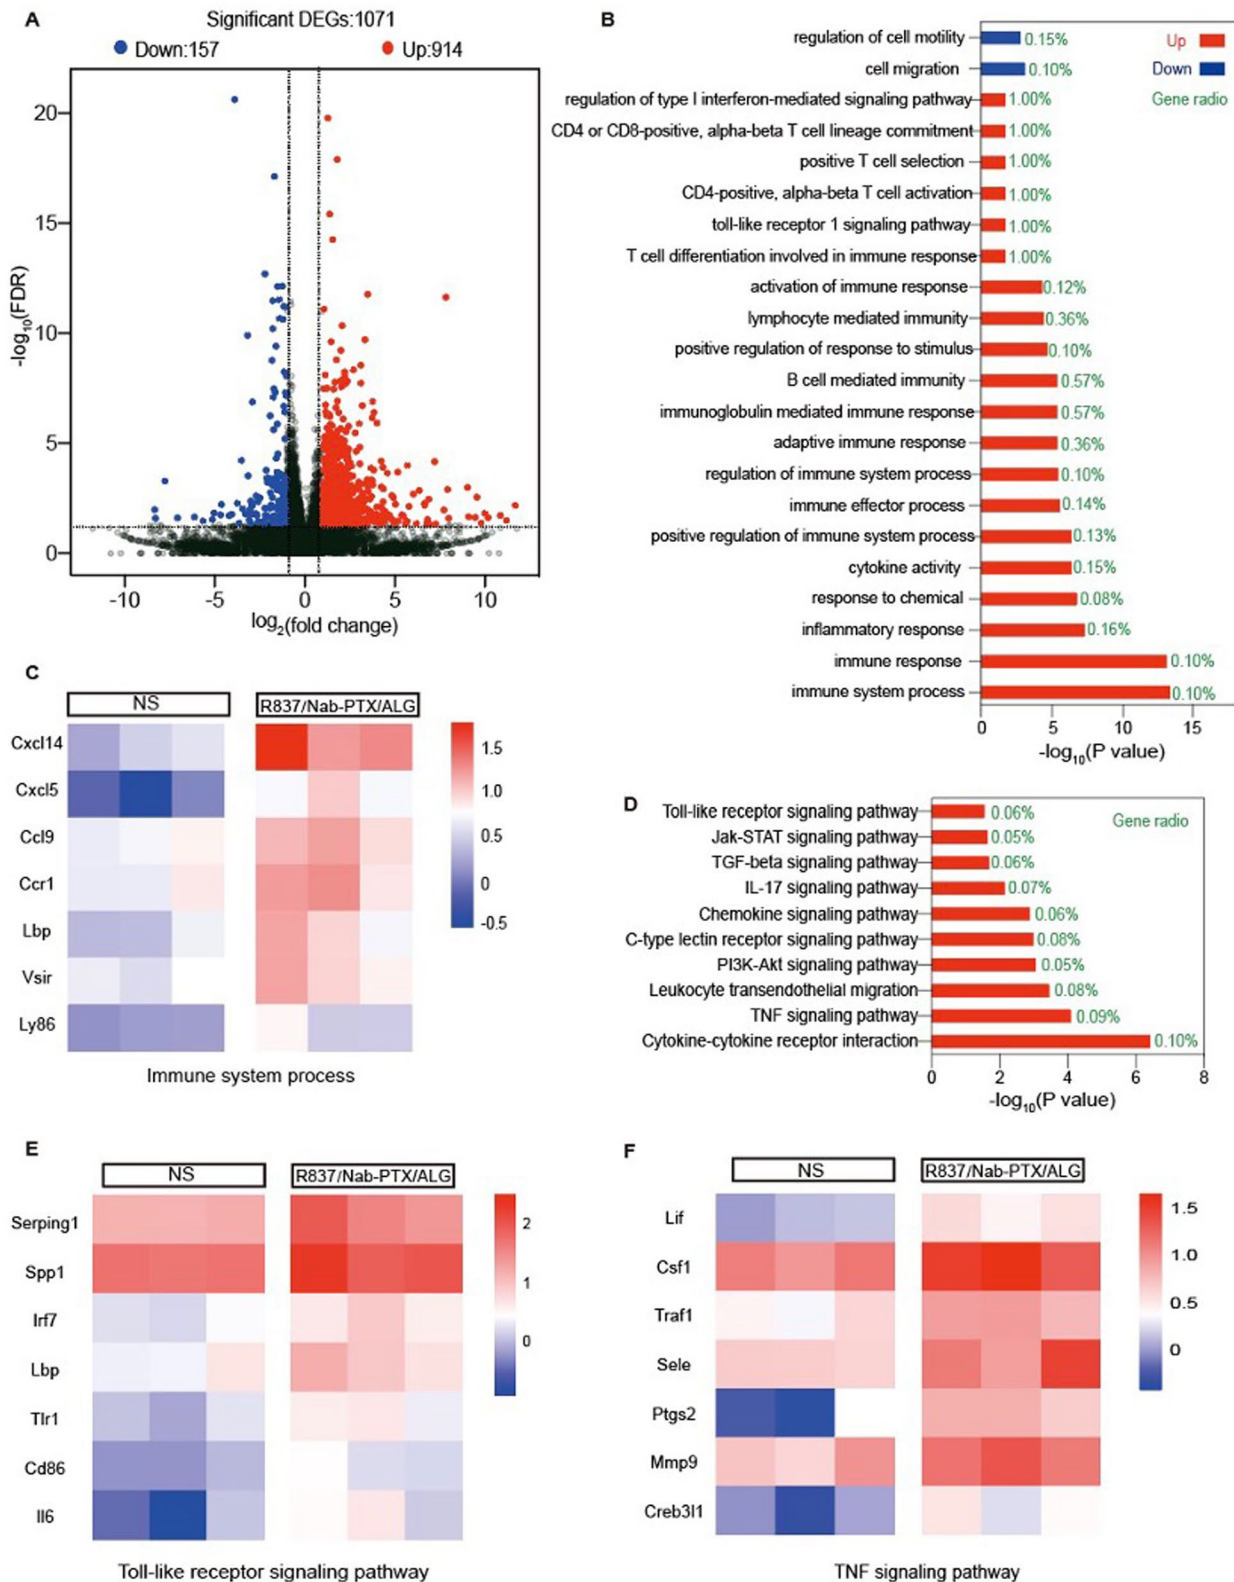 A
Significant DEGs:1071
Down:157
Up:914
20
15
10
5
0
-log10(FDR)
-10
-5
0
5
10
log2(fold change)
B
regulation of cell motility
0.15%
cell migration
0.10%
regulation of type I interferon-mediated signaling pathway
1.00%
CD4 or CD8-positive, alpha-beta T cell lineage commitment
1.00%
positive T cell selection
1.00%
CD4-positive, alpha-beta T cell activation
1.00%
toll-like receptor 1 signaling pathway
1.00%
T cell differentiation involved in immune response
1.00%
activation of immune response
0.12%
lymphocyte mediated immunity
0.36%
positive regulation of response to stimulus
0.10%
B cell mediated immunity
0.57%
immunoglobulin mediated immune response
0.57%
adaptive immune response
0.36%
regulation of immune system process
0.10%
immune effector process
0.14%
positive regulation of immune system process
0.13%
cytokine activity
0.15%
response to chemical
0.08%
inflammatory response
0.16%
immune response
0.10%
immune system process
0.10%
Up
Down
Gene radio
0
5
10
15
-log10(P value)
C
NS
R837/Nab-PTX/ALG
Cxcl14
Cxcl5
Ccl9
Ccr1
Lbp
Vsir
Ly86
1.5
1.0
0.5
0
-0.5
Immune system process
D
Toll-like receptor signaling pathway
0.06%
Jak-STAT signaling pathway
0.05%
TGF-beta signaling pathway
0.06%
IL-17 signaling pathway
0.07%
Chemokine signaling pathway
0.06%
C-type lectin receptor signaling pathway
0.08%
PI3K-Akt signaling pathway
0.05%
Leukocyte transendothelial migration
0.08%
TNF signaling pathway
0.09%
Cytokine-cytokine receptor interaction
0.10%
Gene radio
0
2
4
6
8
-log10(P value)
E
NS
R837/Nab-PTX/ALG
Serping1
Spp1
Irf7
Lbp
Tlr1
Cd86
Il6
2
1
0
Toll-like receptor signaling pathway
F
NS
R837/Nab-PTX/ALG
Lif
Csf1
Traf1
Sele
Ptgs2
Mmp9
Creb3l1
1.5
1.0
0.5
0
TNF signaling pathway